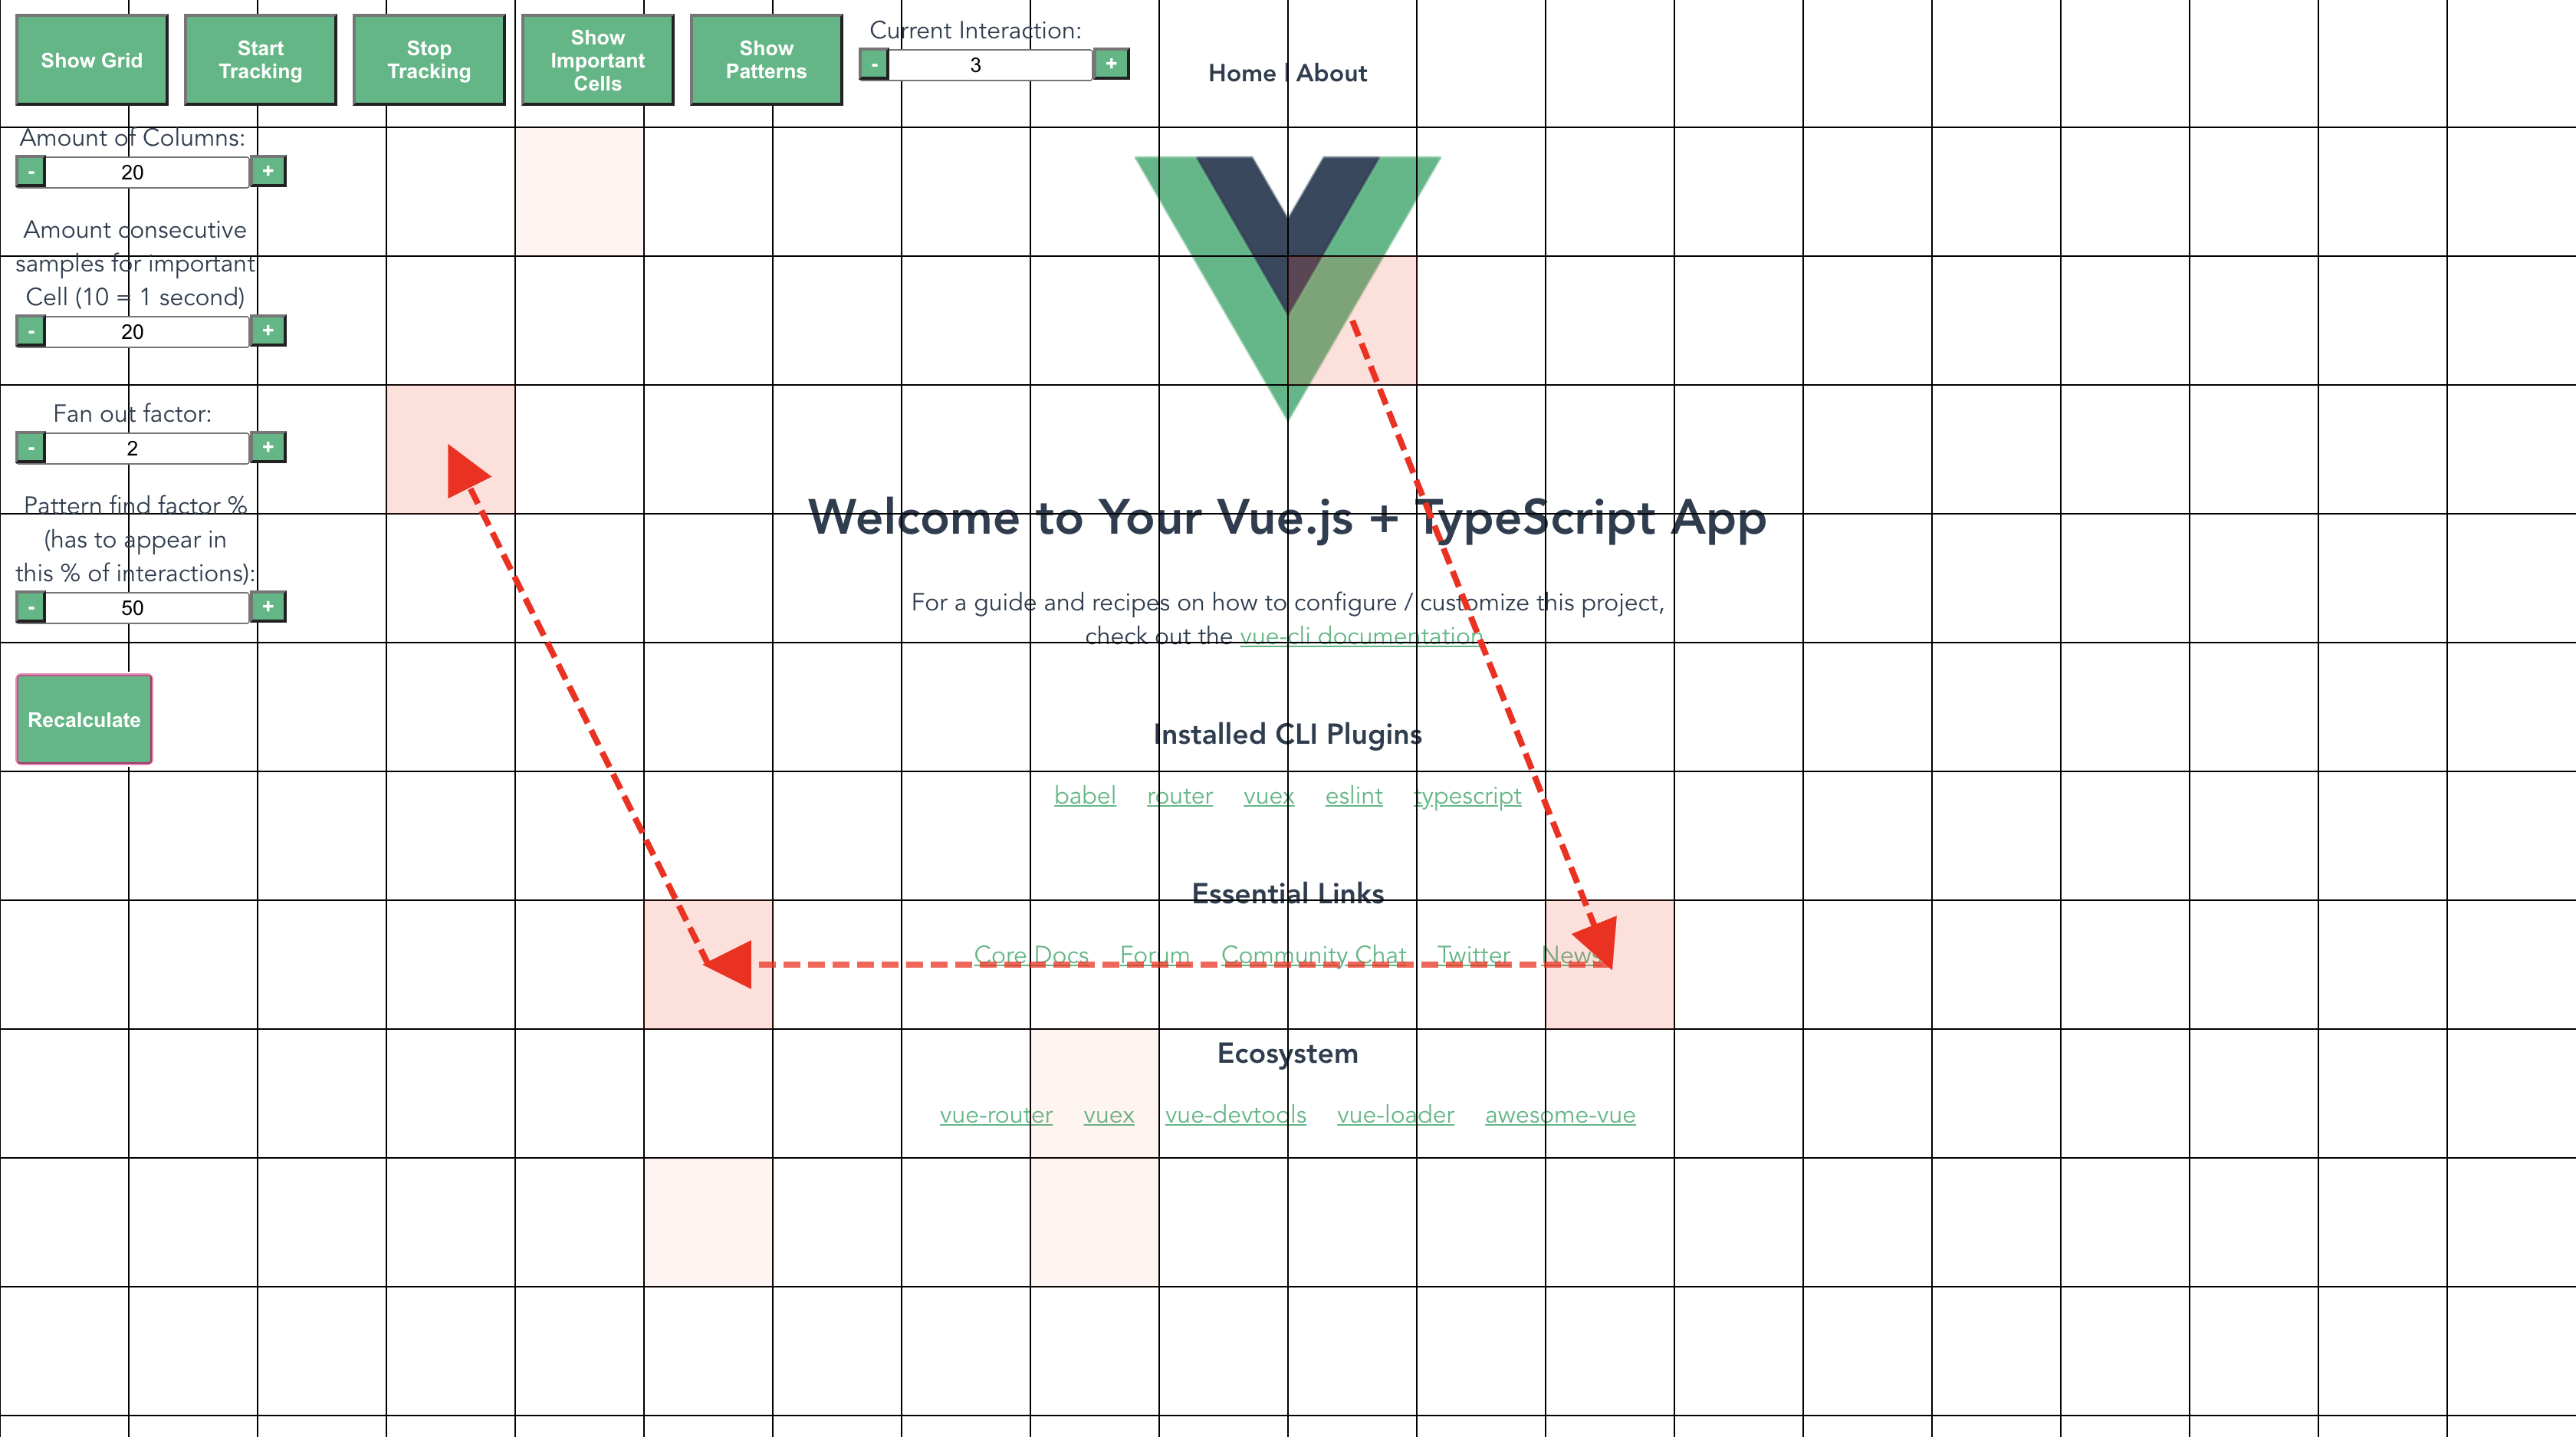 Show Grid
Start
Tracking
Stop
Tracking
Show
Important
Cells
Show
Patterns
Current Interaction:
- 3 +
Home | About
Amount of Columns:
- 20 +
Amount consecutive
samples for important
Cell (10 = 1 second)
- 20 +
Fan out factor:
- 2 +
Pattern find factor %
(has to appear in
this % of interactions):
- 50 +
Recalculate
Welcome to Your Vue.js + TypeScript App
For a guide and recipes on how to configure / customize this project,
check out the vue-cli documentation.
Installed CLI Plugins
babel router vuex eslint typescript
Essential Links
Core Docs Forum Community Chat Twitter News
Ecosystem
vue-router vuex vue-devtools vue-loader awesome-vue